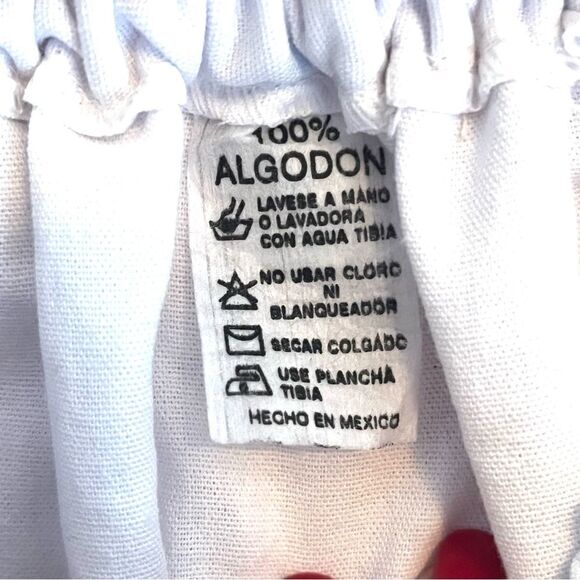 100%
ALGODON
LAVESE A MANO
O LAVADORA
CON AGUA TIBIA
NO USAR CLORO
NI
BLANQUEADOR
SECAR COLGADO
USE PLANCHA
TIBIA
HECHO EN MEXICO